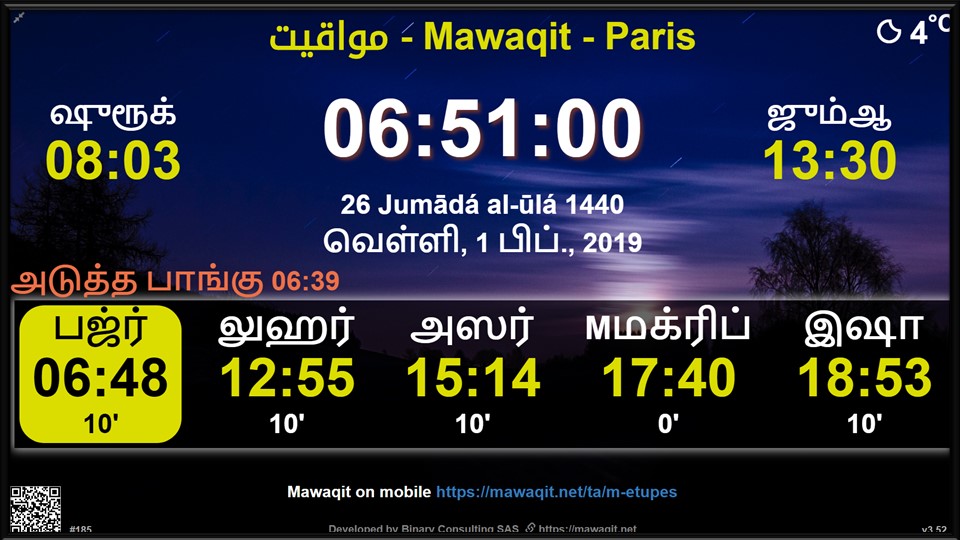 مواقيت - Mawaqit - Paris
4°C
ஷுரூக்
08:03
06:51:00
ஜும்ஆ
13:30
26 Jumādá al-ūlá 1440
வெள்ளி, 1 பிப்., 2019
அடுத்த பாங்கு 06:39
பஜ்ர் லுஹர் அஸர் Mமக்ரிப் இஷா
06:48 12:55 15:14 17:40 18:53
10' 10' 10' 0' 10'
Mawaqit on mobile https://mawaqit.net/ta/m-etupes
#185 Developed by Binary Consulting SAS https://mawaqit.net v3.52